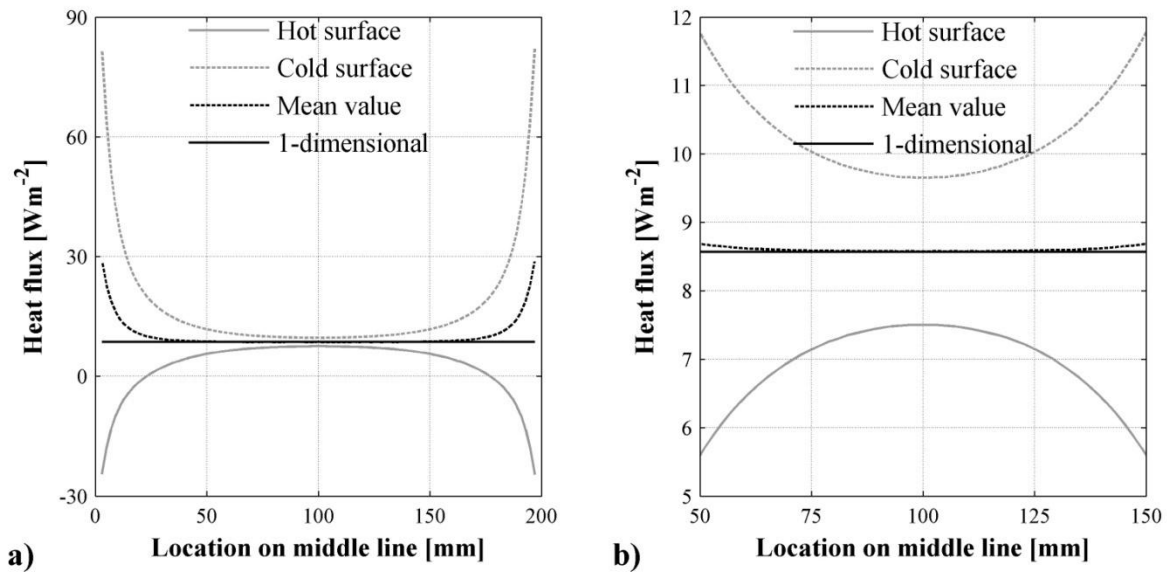 90
60
30
0
-30
0
50
100
150
200
Heat flux [Wm⁻²]
Location on middle line [mm]
Hot surface
Cold surface
Mean value
1-dimensional
a)
12
11
10
9
8
7
6
5
50
75
100
125
150
Heat flux [Wm⁻²]
Location on middle line [mm]
Hot surface
Cold surface
Mean value
1-dimensional
b)